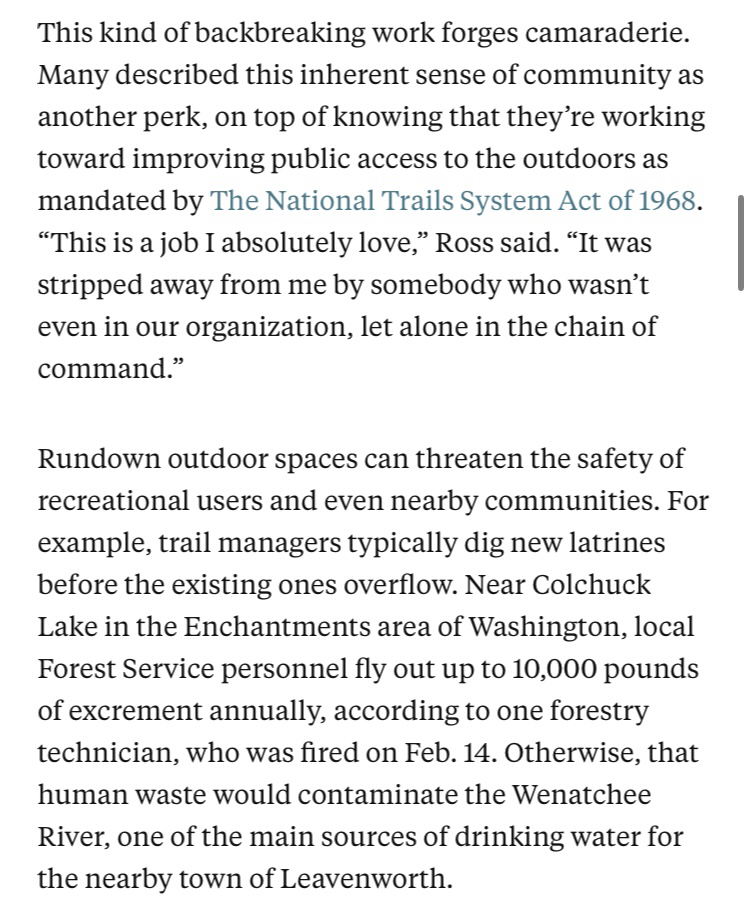 This kind of backbreaking work forges camaraderie.
Many described this inherent sense of community as
another perk, on top of knowing that they’re working
toward improving public access to the outdoors as
mandated by The National Trails System Act of 1968.
“This is a job I absolutely love,” Ross said. “It was
stripped away from me by somebody who wasn’t
even in our organization, let alone in the chain of
command.”
Rundown outdoor spaces can threaten the safety of
recreational users and even nearby communities. For
example, trail managers typically dig new latrines
before the existing ones overflow. Near Colchuck
Lake in the Enchantments area of Washington, local
Forest Service personnel fly out up to 10,000 pounds
of excrement annually, according to one forestry
technician, who was fired on Feb. 14. Otherwise, that
human waste would contaminate the Wenatchee
River, one of the main sources of drinking water for
the nearby town of Leavenworth.